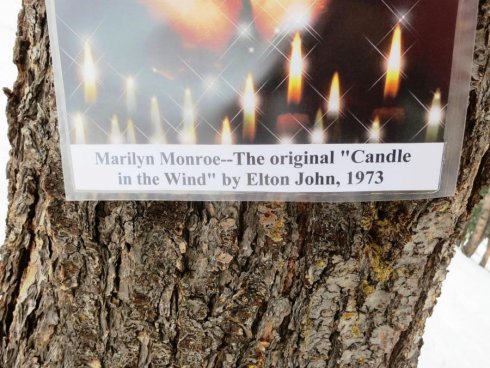 Marilyn Monroe--The original "Candle
in the Wind" by Elton John, 1973